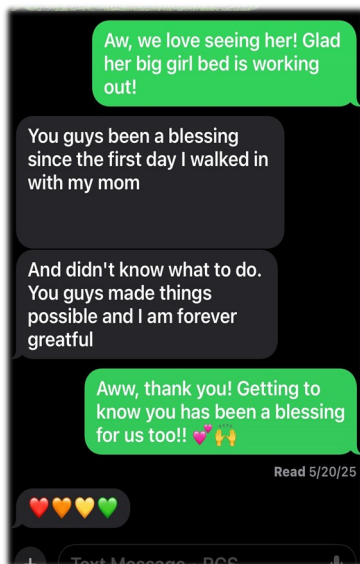 Aw, we love seeing her! Glad
her big girl bed is working
out!
You guys been a blessing
since the first day I walked in
with my mom
And didn't know what to do.
You guys made things
possible and I am forever
greatful
Aww, thank you! Getting to
know you has been a blessing
for us too!! 💕🙌
Read 5/20/25
❤️🧡💛💚
Text Message · RCS